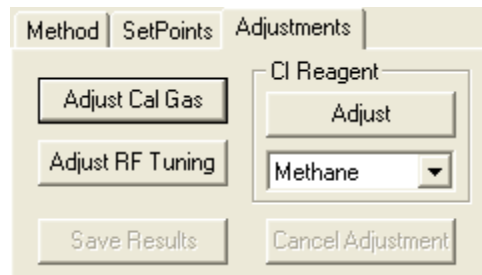 Method SetPoints Adjustments
CI Reagent
Adjust Cal Gas
Adjust
Adjust RF Tuning
Methane
Save Results
Cancel Adjustment